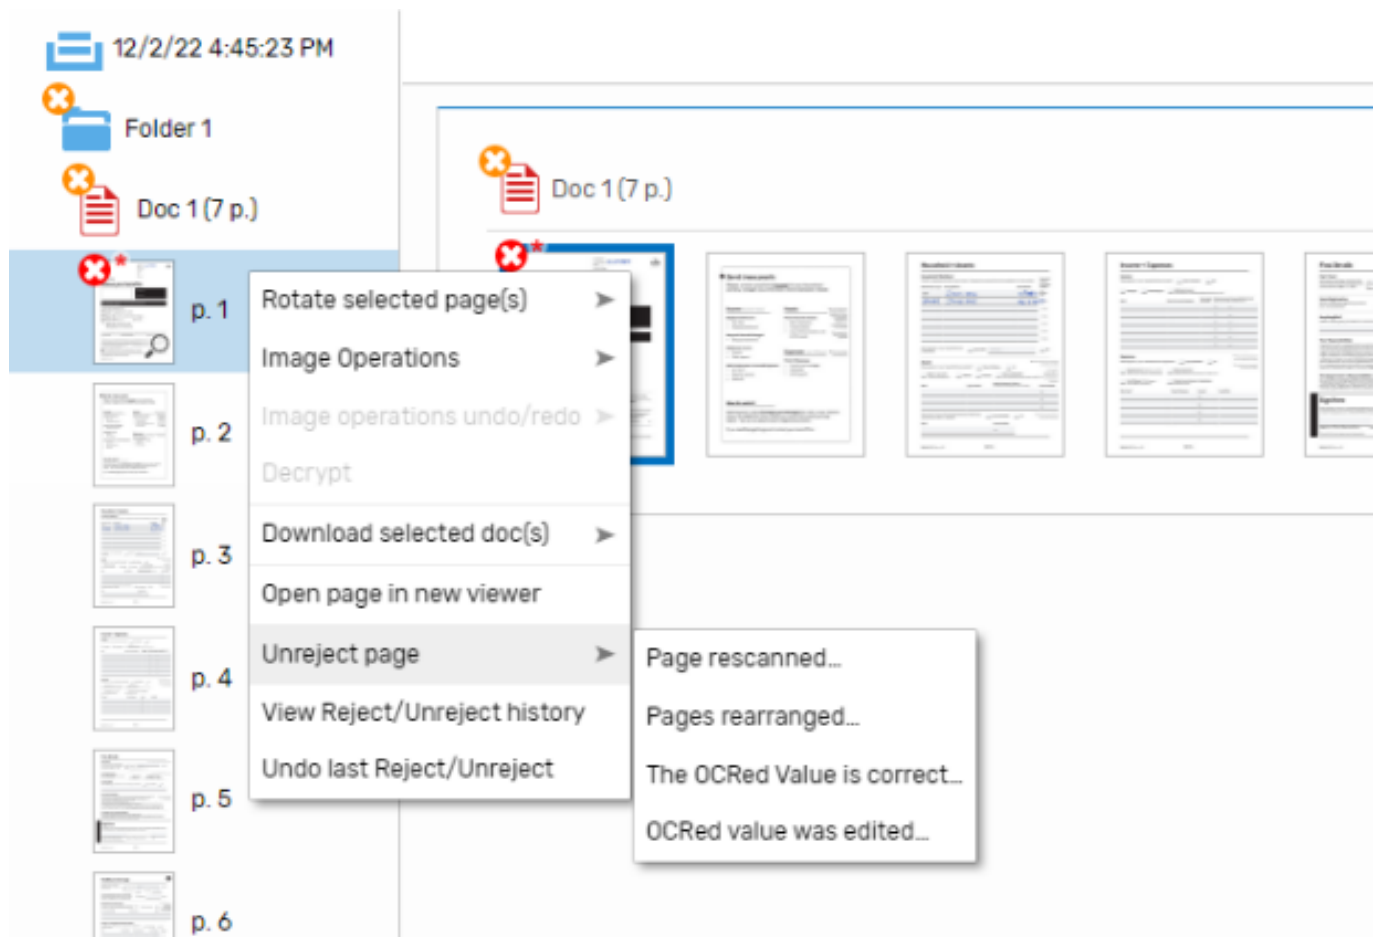 12/2/22 4:45:23 PM
Folder 1
Doc 1 (7 p.)
p. 1
p. 2
p. 3
p. 4
p. 5
p. 6
Doc 1 (7 p.)
Rotate selected page(s)
Image Operations
Image operations undo/redo
Decrypt
Download selected doc(s)
Open page in new viewer
Unreject page
View Reject/Unreject history
Undo last Reject/Unreject
Page rescanned...
Pages rearranged...
The OCRed Value is correct...
OCRed value was edited...